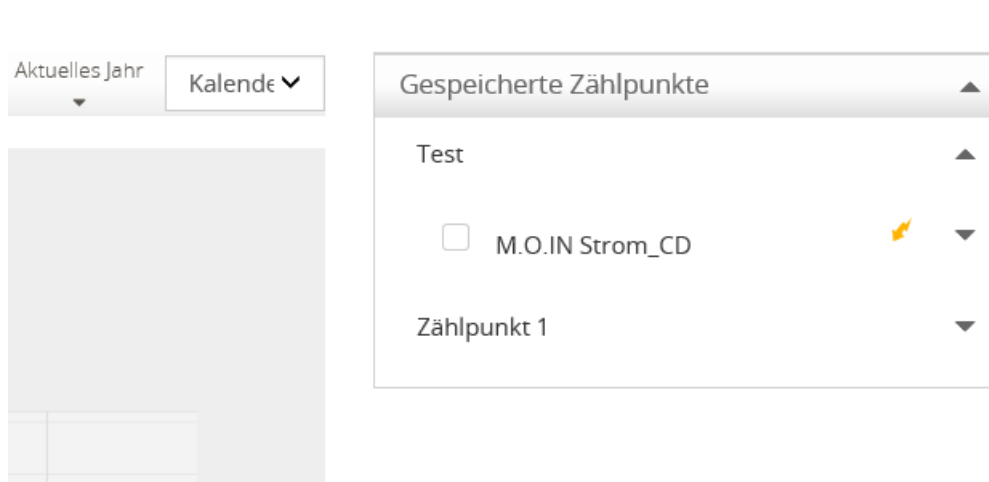 Aktuelles Jahr
Kalende
Gespeicherte Zählpunkte
Test
M.O.IN Strom_CD
Zählpunkt 1